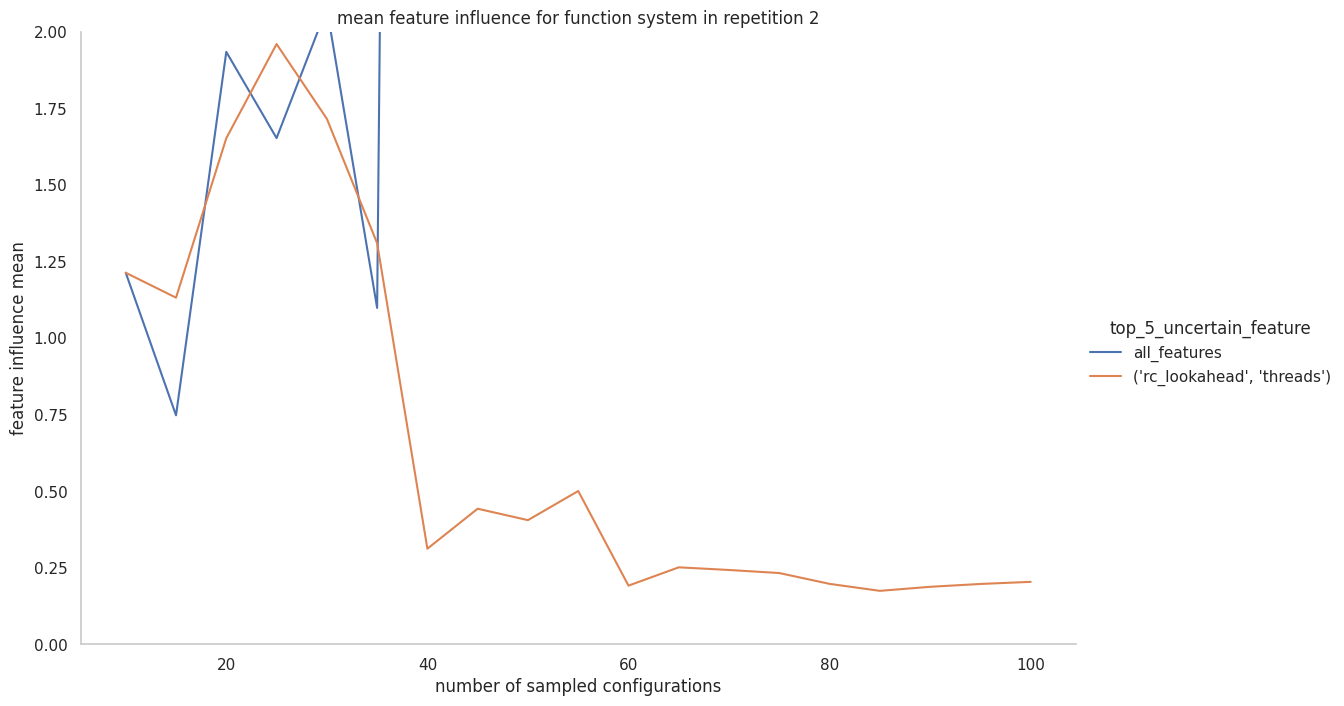 mean feature influence for function system in repetition 2
2.00
1.75
1.50
1.25
1.00
0.75
0.50
0.25
0.00
feature influence mean
20
40
60
80
100
number of sampled configurations
top_5_uncertain_feature
all_features
('rc_lookahead', 'threads')